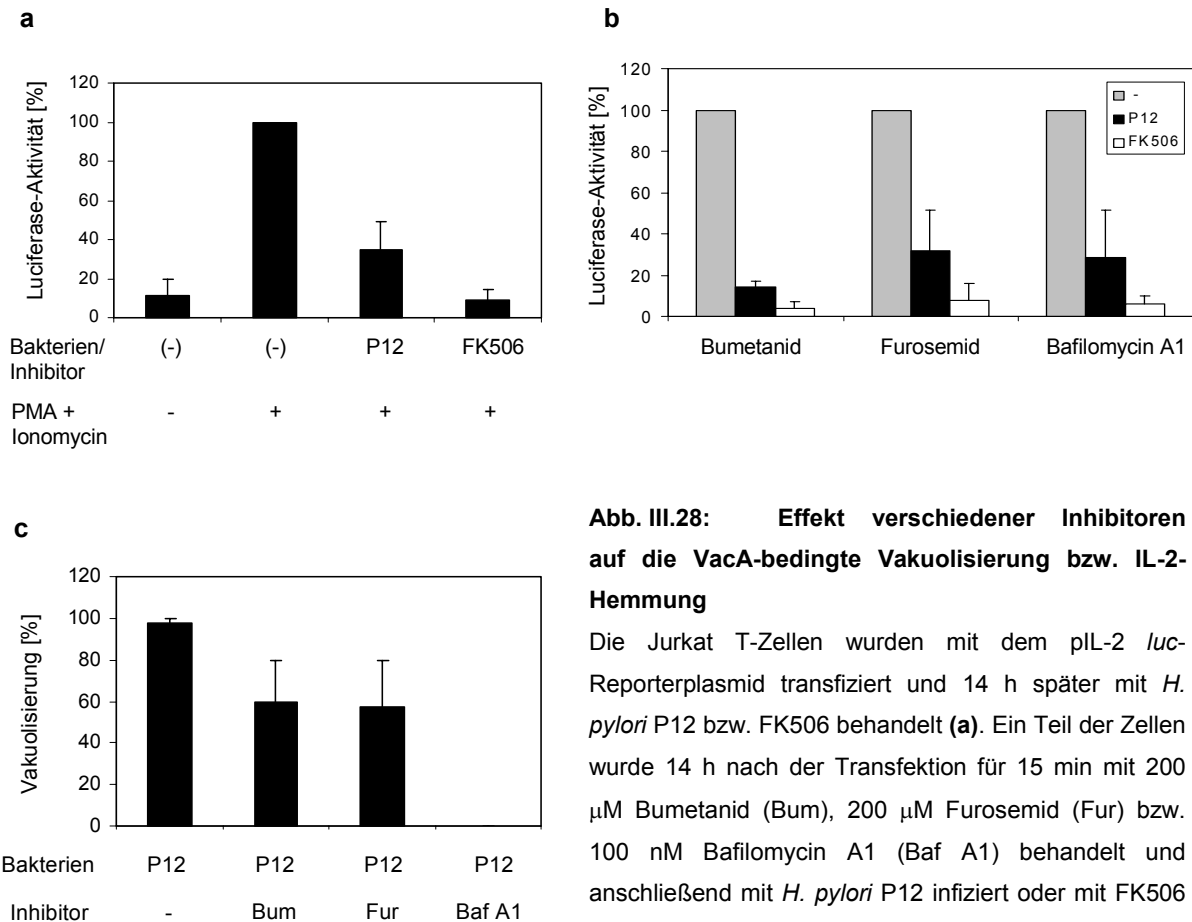 a
Luciferase-Aktivität [%]
120
100
80
60
40
20
0
Bakterien/
Inhibitor
(-) (-) P12 FK506
PMA +
Ionomycin
- + + +
b
Luciferase-Aktivität [%]
120
100
80
60
40
20
0
-
P12
FK506
Bumetanid Furosemid Bafilomycin A1
c
Vakuolisierung [%]
120
100
80
60
40
20
0
Bakterien P12 P12 P12 P12
Inhibitor - Bum Fur Baf A1
Abb. III.28: Effekt verschiedener Inhibitoren
auf die VacA-bedingte Vakuolisierung bzw. IL-2-
Hemmung
Die Jurkat T-Zellen wurden mit dem pIL-2 luc-
Reporterplasmid transfiziert und 14 h später mit H.
pylori P12 bzw. FK506 behandelt (a). Ein Teil der Zellen
wurde 14 h nach der Transfektion für 15 min mit 200
μM Bumetanid (Bum), 200 μM Furosemid (Fur) bzw.
100 nM Bafilomycin A1 (Baf A1) behandelt und
anschließend mit H. pylori P12 infiziert oder mit FK506